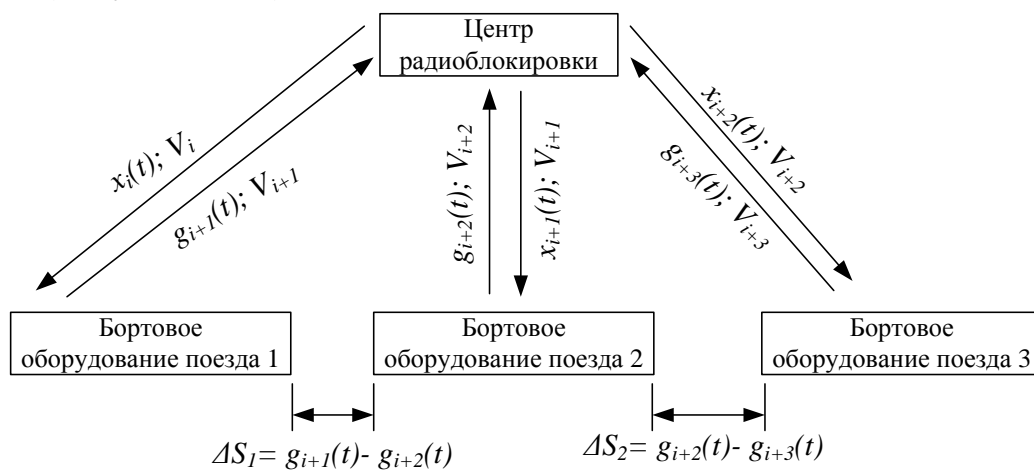 Центр
радиоблокировки
x_i(t); V_i
g_{i+1}(t); V_{i+1}
g_{i+2}(t); V_{i+2}
x_{i+1}(t); V_{i+1}
x_{i+2}(t); V_{i+2}
g_{i+3}(t); V_{i+3}
Бортовое
оборудование поезда 1
Бортовое
оборудование поезда 2
Бортовое
оборудование поезда 3
ΔS_1= g_{i+1}(t)- g_{i+2}(t)
ΔS_2= g_{i+2}(t)- g_{i+3}(t)